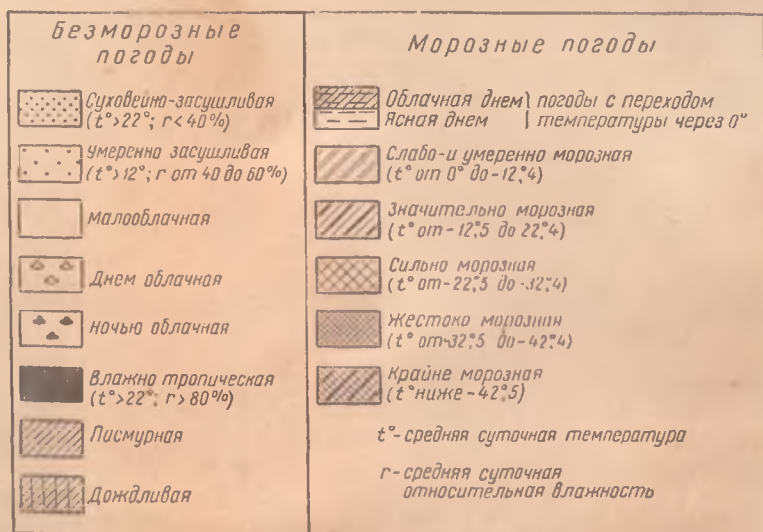 Безморозные
погоды
Суховейно-засушливая
(t°>22°; r<40%)
Умеренно засушливая
(t°>12°; r от 40 до 60%)
Малооблачная
Днем облачная
Ночью облачная
Влажно тропическая
(t°>22°; r>80%)
Пасмурная
Дождливая
Морозные погоды
Облачная днем } погоды с переходом
Ясная днем } температуры через 0°
Слабо-и умеренно морозная
(t° от 0° до-12°,4)
Значительно морозная
(t° от-12°,5 до 22°,4)
Сильно морозная
(t° от-22°,5 до-32°,4)
Жестоко морозная
(t° от-32°,5 до-42°,4)
Крайне морозная
(t° ниже-42°,5)
t°-средняя суточная температура
r-средняя суточная
относительная влажность